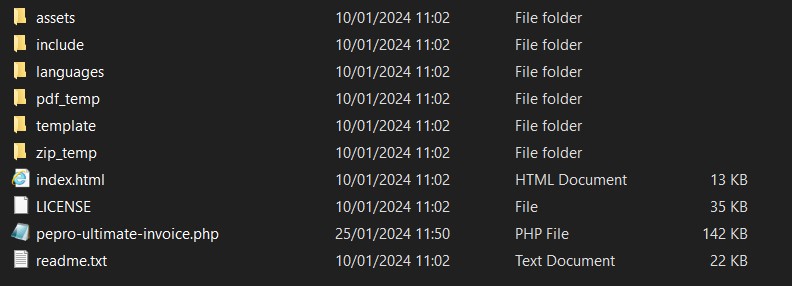 assets 10/01/2024 11:02 File folder
include 10/01/2024 11:02 File folder
languages 10/01/2024 11:02 File folder
pdf_temp 10/01/2024 11:02 File folder
template 10/01/2024 11:02 File folder
zip_temp 10/01/2024 11:02 File folder
index.html 10/01/2024 11:02 HTML Document 13 KB
LICENSE 10/01/2024 11:02 File 35 KB
pepro-ultimate-invoice.php 25/01/2024 11:50 PHP File 142 KB
readme.txt 10/01/2024 11:02 Text Document 22 KB